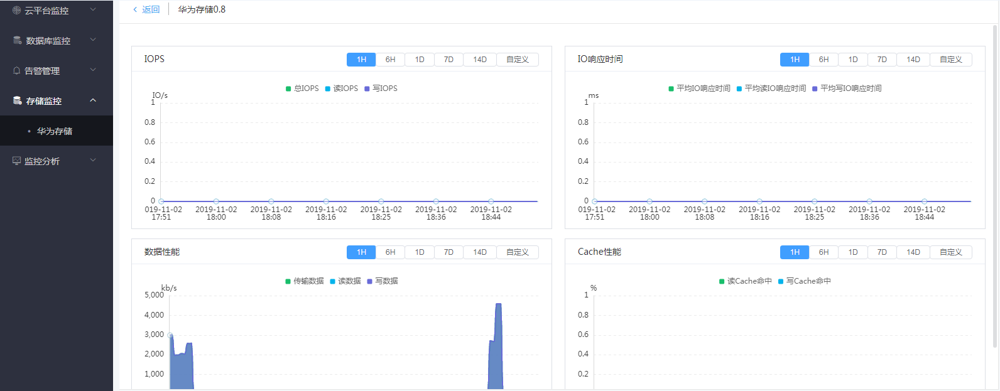 云平台监控
数据库监控
告警管理
存储监控
华为存储
监控分析
返回 华为存储0.8
IOPS 1H 6H 1D 7D 14D 自定义
总IOPS 读IOPS 写IOPS
IO/s
1
0.8
0.6
0.4
0.2
0
019-11-02 2019-11-02 2019-11-02 2019-11-02 2019-11-02 2019-11-02 2019-11-02
17:51 18:00 18:08 18:16 18:25 18:36 18:44
IO响应时间 1H 6H 1D 7D 14D 自定义
平均IO响应时间 平均读IO响应时间 平均写IO响应时间
ms
1
0.8
0.6
0.4
0.2
0
019-11-02 2019-11-02 2019-11-02 2019-11-02 2019-11-02 2019-11-02 2019-11-02
17:51 18:00 18:08 18:16 18:25 18:36 18:44
数据性能 1H 6H 1D 7D 14D 自定义
传输数据 读数据 写数据
kb/s
5,000
4,000
3,000
2,000
1,000
Cache性能 1H 6H 1D 7D 14D 自定义
读Cache命中 写Cache命中
%
1
0.8
0.6
0.4
0.2